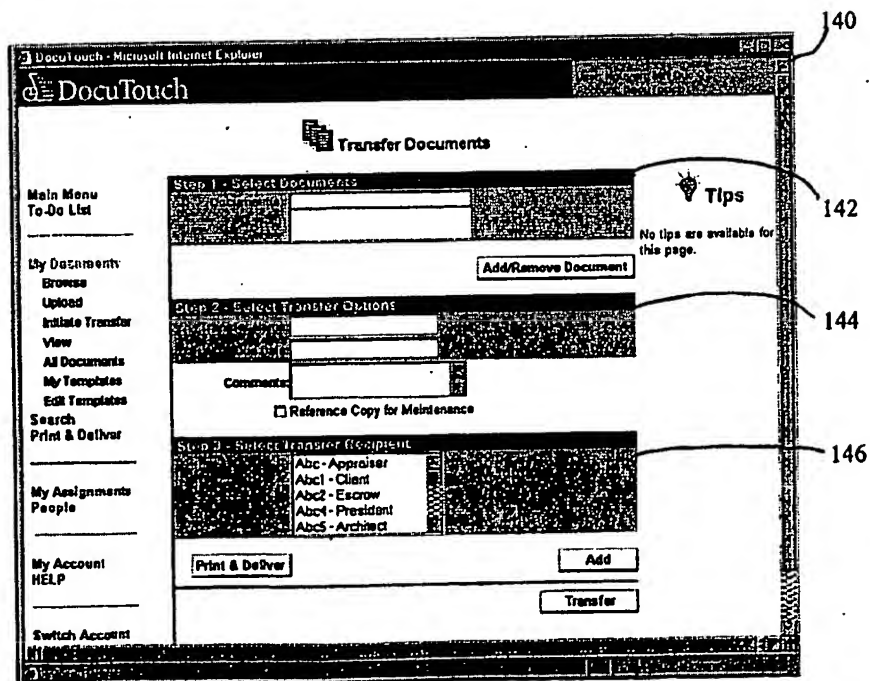 140
DocuTouch - Microsoft Internet Explorer
DocuTouch
Transfer Documents
Main Menu
To-Do List
My Documents
Browse
Upload
Initiate Transfer
View
All Documents
My Templates
Edit Templates
Search
Print & Deliver
My Assignments
People
My Account
HELP
Switch Account
Step 1 - Select Documents
Add/Remove Document
Step 2 - Select Transfer Options
Comments:
Reference Copy for Maintenance
Step 3 - Select Transfer Recipient
Abc - Appraiser
Abc1 - Client
Abc2 - Escrow
Abc4 - President
Abc5 - Architect
Print & Deliver
Add
Transfer
Tips
No tips are available for
this page.
142
144
146